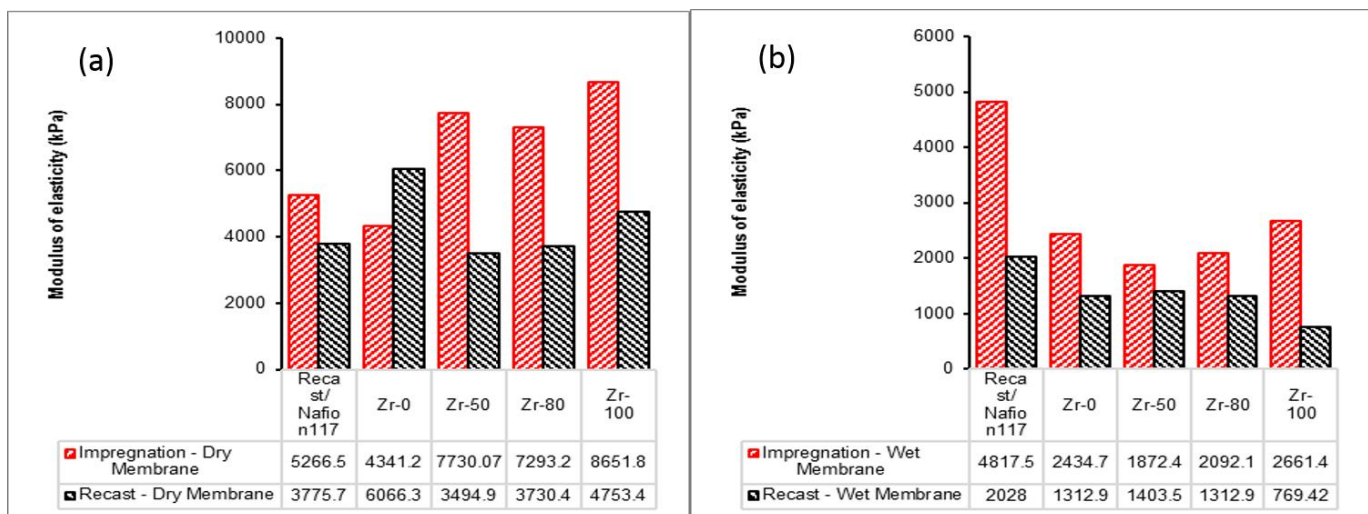 (a)
Modulus of elasticity (kPa)
10000
8000
6000
4000
2000
0
Reca
st/
Nafio
n117
Zr-0
Zr-50
Zr-80
Zr-
100
Impregnation - Dry
Membrane
5266.5 4341.2 7730.07 7293.2 8651.8
Recast - Dry Membrane 3775.7 6066.3 3494.9 3730.4 4753.4
(b)
Modulus of elasticity (kPa)
6000
5000
4000
3000
2000
1000
0
Reca
st/
Nafio
n117
Zr-0
Zr-50
Zr-80
Zr-
100
Impregnation - Wet
Membrane
4817.5 2434.7 1872.4 2092.1 2661.4
Recast - Wet Membrane 2028 1312.9 1403.5 1312.9 769.42